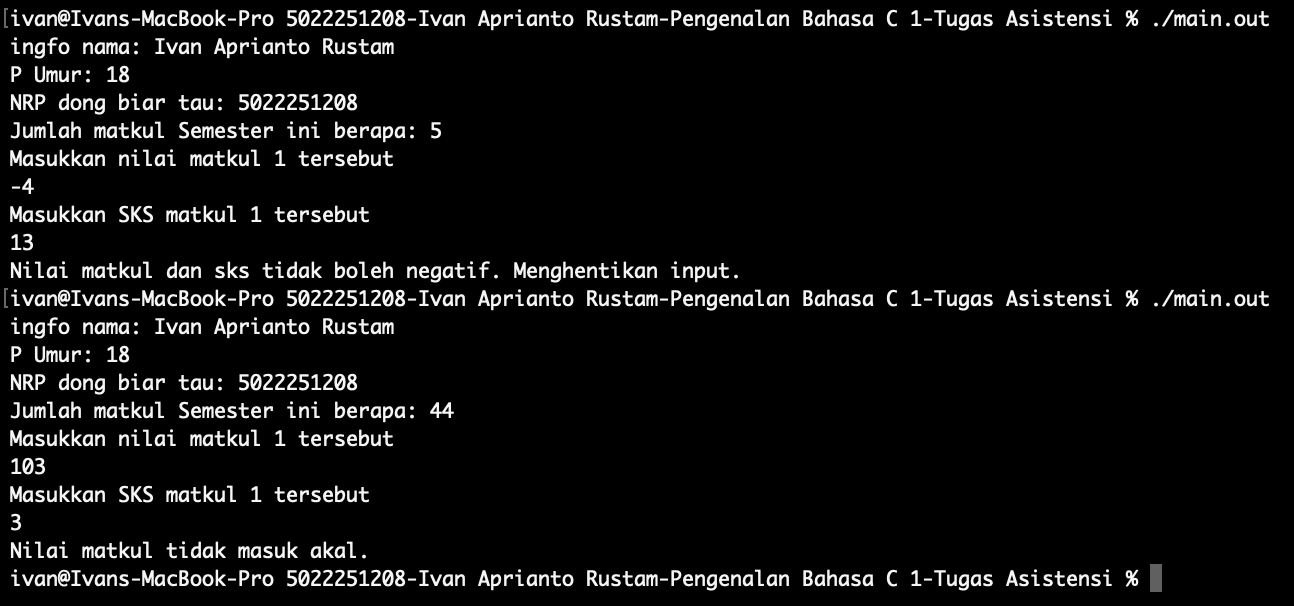 [ivan@Ivans-MacBook-Pro 5022251208-Ivan Aprianto Rustam-Pengenalan Bahasa C 1-Tugas Asistensi % ./main.out
ingfo nama: Ivan Aprianto Rustam
P Umur: 18
NRP dong biar tau: 5022251208
Jumlah matkul Semester ini berapa: 5
Masukkan nilai matkul 1 tersebut
-4
Masukkan SKS matkul 1 tersebut
13
Nilai matkul dan sks tidak boleh negatif. Menghentikan input.
[ivan@Ivans-MacBook-Pro 5022251208-Ivan Aprianto Rustam-Pengenalan Bahasa C 1-Tugas Asistensi % ./main.out
ingfo nama: Ivan Aprianto Rustam
P Umur: 18
NRP dong biar tau: 5022251208
Jumlah matkul Semester ini berapa: 44
Masukkan nilai matkul 1 tersebut
103
Masukkan SKS matkul 1 tersebut
3
Nilai matkul tidak masuk akal.
ivan@Ivans-MacBook-Pro 5022251208-Ivan Aprianto Rustam-Pengenalan Bahasa C 1-Tugas Asistensi %